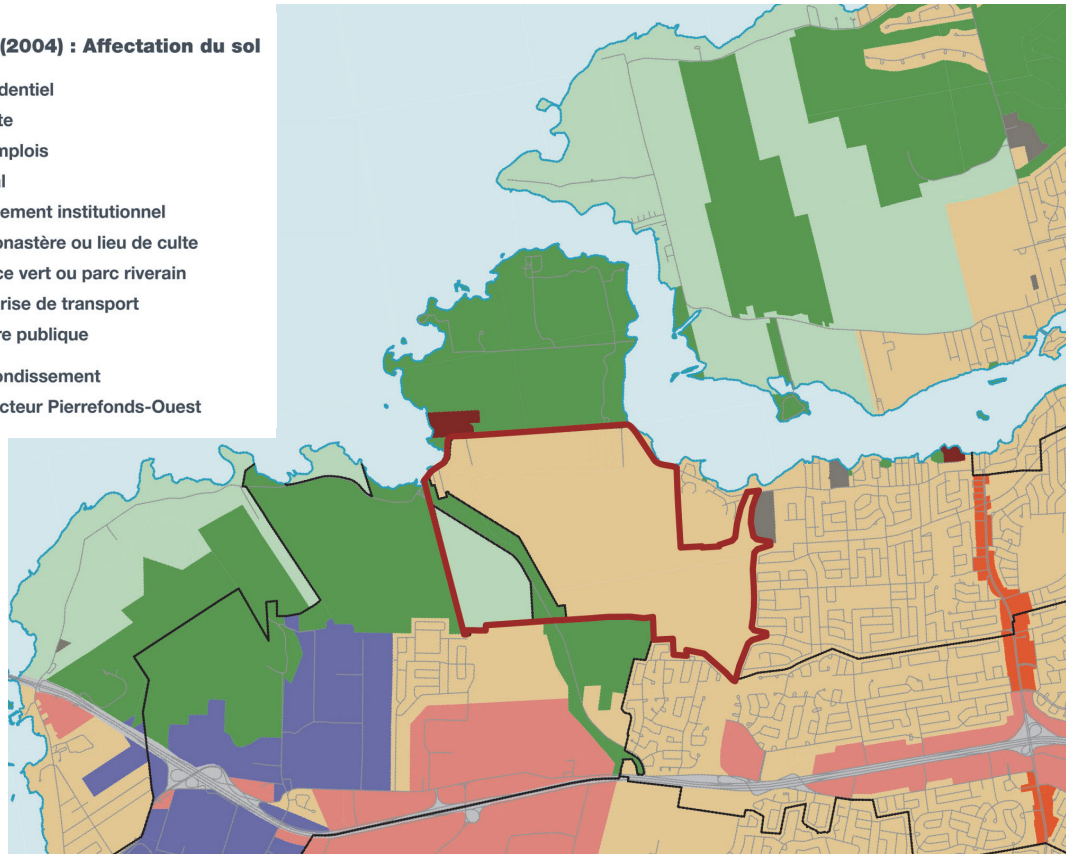 (2004) : Affectation du sol
dentiel
te
mplois
l
ement institutionnel
onastère ou lieu de culte
ce vert ou parc riverain
rise de transport
re publique
ondissement
cteur Pierrefonds-Ouest